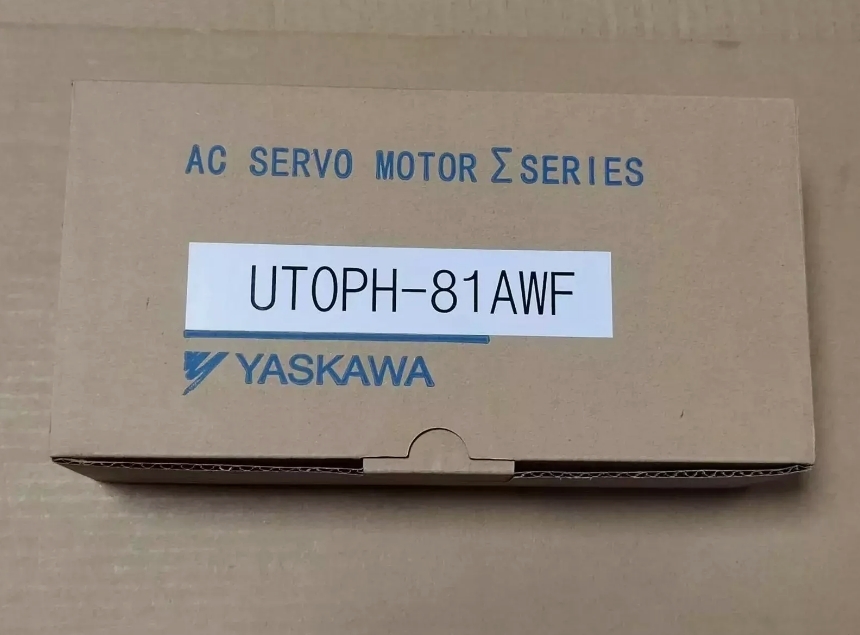 AC SERVO MOTOR Σ SERIES
UTOPH-81AWF
YASKAWA